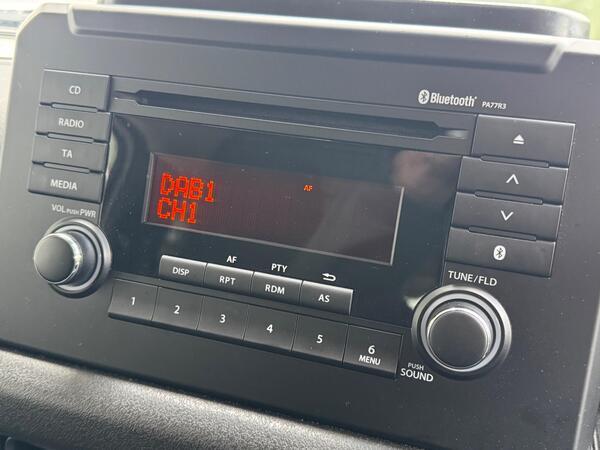 Bluetooth PA77R3
CD
RADIO
TA
MEDIA
VOL PUSH PWR
DAB1 AF
CH1
AF PTY
DISP RPT RDM AS
1 2 3 4 5 6
MENU
TUNE/FLD
PUSH
SOUND